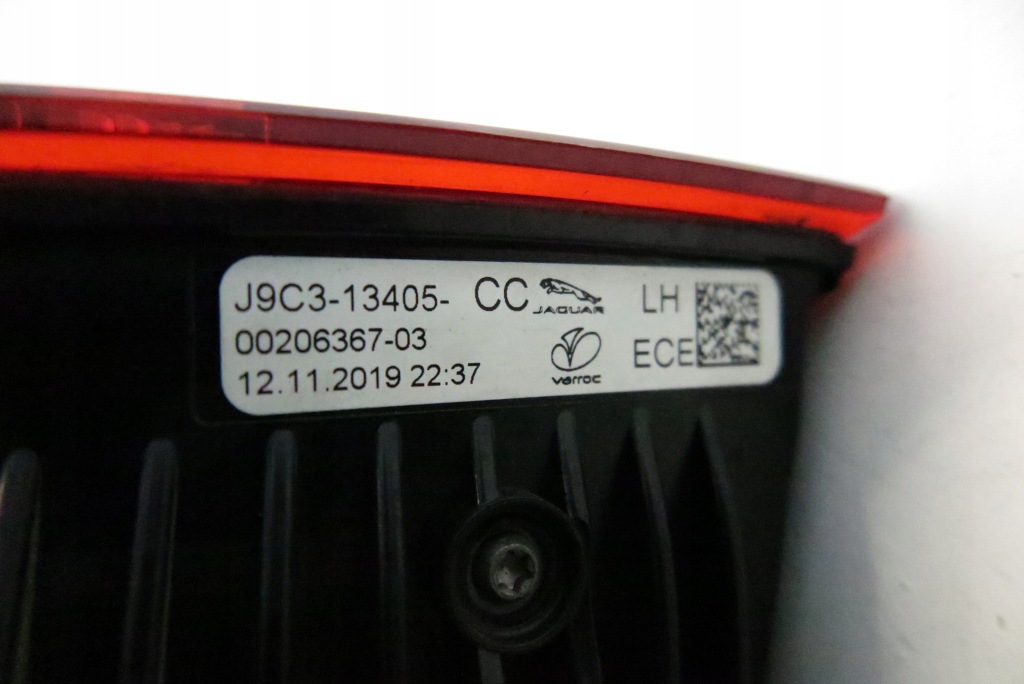 J9C3-13405- CC JAGUAR LH
00206367-03
varroc ECE
12.11.2019 22:37